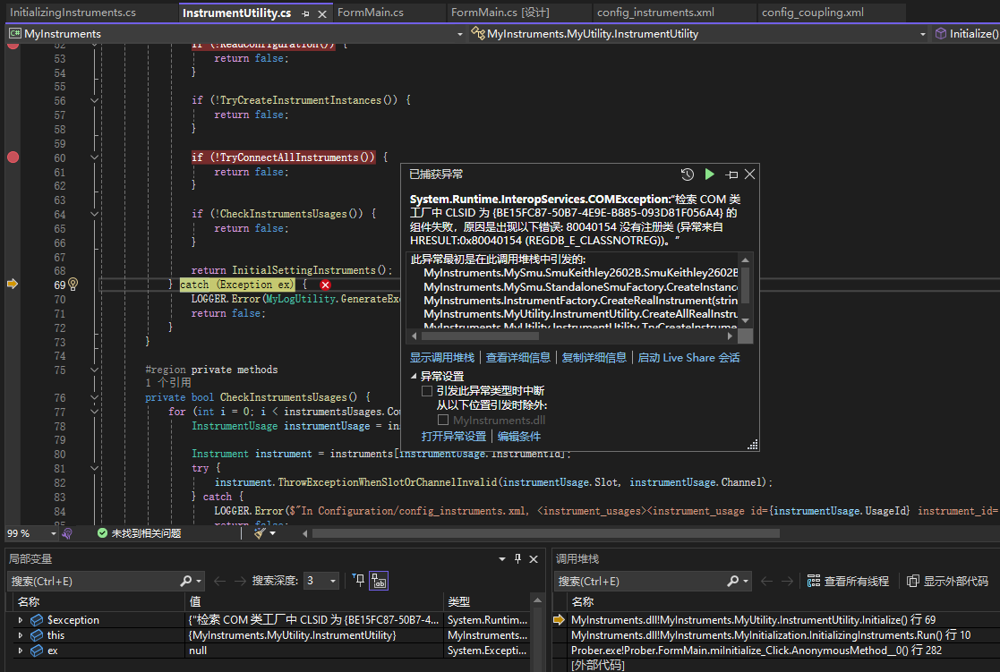 InitializingInstruments.cs InstrumentUtility.cs FormMain.cs FormMain.cs [设计] config_instruments.xml config_coupling.xml
MyInstruments MyInstruments.MyUtility.InstrumentUtility Initialize()
52 if (!ReadConfiguration()) {
53 return false;
54 }
55
56 if (!TryCreateInstrumentInstances()) {
57 return false;
58 }
59
60 if (!TryConnectAllInstruments()) {
61 return false;
62 }
63
64 if (!CheckInstrumentsUsages()) {
65 return false;
66 }
67
68 return InitialSettingInstruments();
69 } catch (Exception ex) {
70 LOGGER.Error(MyLogUtility.GenerateExc
71 return false;
72 }
73 }
74
75 #region private methods
1 个引用
76 private bool CheckInstrumentsUsages() {
77 for (int i = 0; i < instrumentsUsages.Cou
78 InstrumentUsage instrumentUsage = in
79
80 Instrument instrument = instruments[instrumentUsage.InstrumentId];
81 try {
82 instrument.ThrowExceptionWhenSlotOrChannelInvalid(instrumentUsage.Slot, instrumentUsage.Channel);
83 } catch {
84 LOGGER.Error($"In Configuration/config_instruments.xml, <instrument_usages><instrument_usage id={instrumentUsage.UsageId} instrument_id=
85 return false;
已捕获异常
System.Runtime.InteropServices.COMException:“检索 COM 类
工厂中 CLSID 为 {BE15FC87-50B7-4E9E-B885-093D81F056A4} 的
组件失败，原因是出现以下错误: 80040154 没有注册类 (异常来自
HRESULT:0x80040154 (REGDB_E_CLASSNOTREG))。”
此异常最初是在此调用堆栈中引发的:
MyInstruments.MySmu.SmuKeithley2602B.SmuKeithley2602B
MyInstruments.MySmu.StandaloneSmuFactory.CreateInstance
MyInstruments.InstrumentFactory.CreateRealInstrument(string
MyInstruments.MyUtility.InstrumentUtility.CreateAllRealInstru
MyInstruments.MyUtility.InstrumentUtility.TryCreateInstrumen
显示调用堆栈 | 查看详细信息 | 复制详细信息 | 启动 Live Share 会话
异常设置
引发此异常类型时中断
从以下位置引发时除外:
MyInstruments.dll
打开异常设置 | 编辑条件
99 % 未找到相关问题
局部变量
搜索(Ctrl+E) 搜索深度: 3
名称 值 类型
$exception {"检索 COM 类工厂中 CLSID 为 {BE15FC87-50B7-4... System.Runtim...
this {MyInstruments.MyUtility.InstrumentUtility} MyInstruments...
ex null System.Excepti...
调用堆栈
搜索(Ctrl+E) 查看所有线程 显示外部代码
名称
MyInstruments.dll!MyInstruments.MyUtility.InstrumentUtility.Initialize() 行 69
MyInstruments.dll!MyInstruments.MyInitialization.InitializingInstruments.Run() 行 10
Prober.exe!Prober.FormMain.miInitialize_Click.AnonymousMethod__0() 行 282
[外部代码]